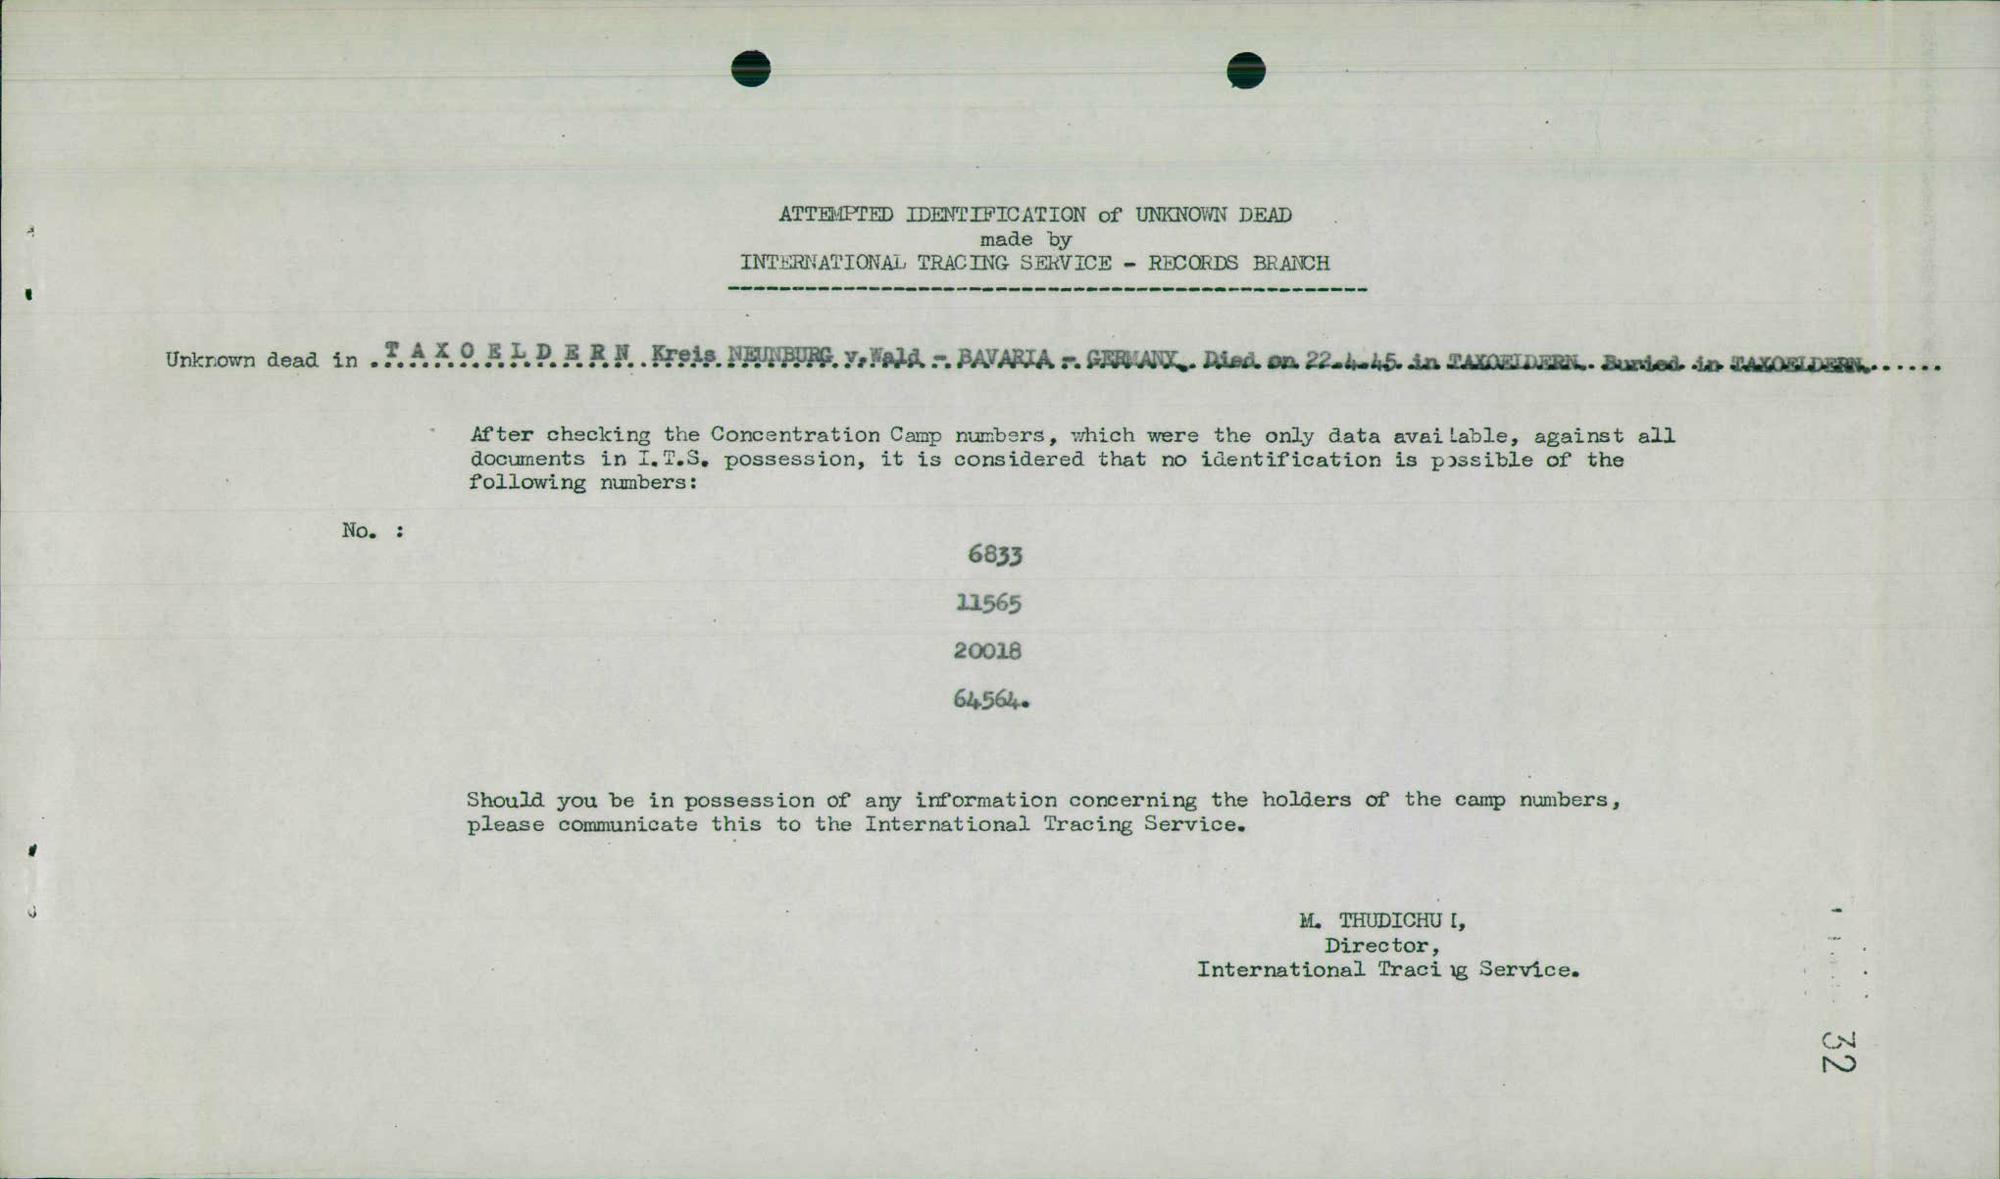 ATTEMPTED IDENTIFICATION of UNKNOWN DEAD
made by
INTERNATIONAL TRACING SERVICE - RECORDS BRANCH
Unknown dead in T A X O E L D E R N Kreis NEUNBURG v.Wald - BAVARIA - GERMANY. Died on 22.4.45 in TAXOELDERN. Buried in TAXOELDERN.......
After checking the Concentration Camp numbers, which were the only data available, against all
documents in I.T.S. possession, it is considered that no identification is possible of the
following numbers:
No. :
6833
11565
20018
64564.
Should you be in possession of any information concerning the holders of the camp numbers,
please communicate this to the International Tracing Service.
M. THUDICHUM,
Director,
International Tracing Service.
32